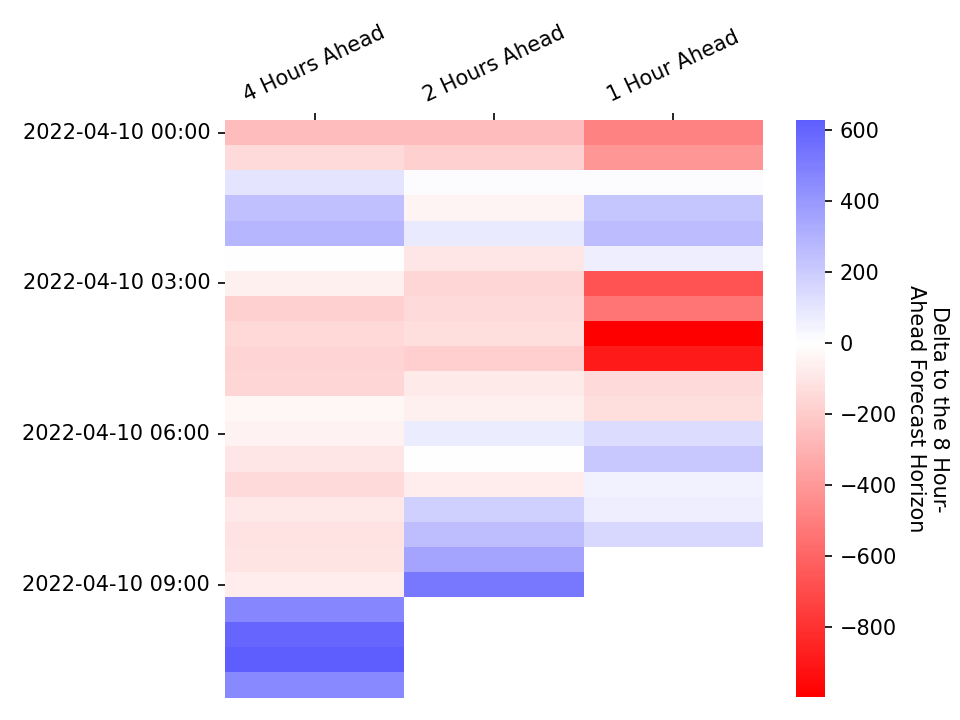 4 Hours Ahead
2 Hours Ahead
1 Hour Ahead
2022-04-10 00:00
2022-04-10 03:00
2022-04-10 06:00
2022-04-10 09:00
600
400
200
0
−200
−400
−600
−800
Delta to the 8 Hour-
Ahead Forecast Horizon